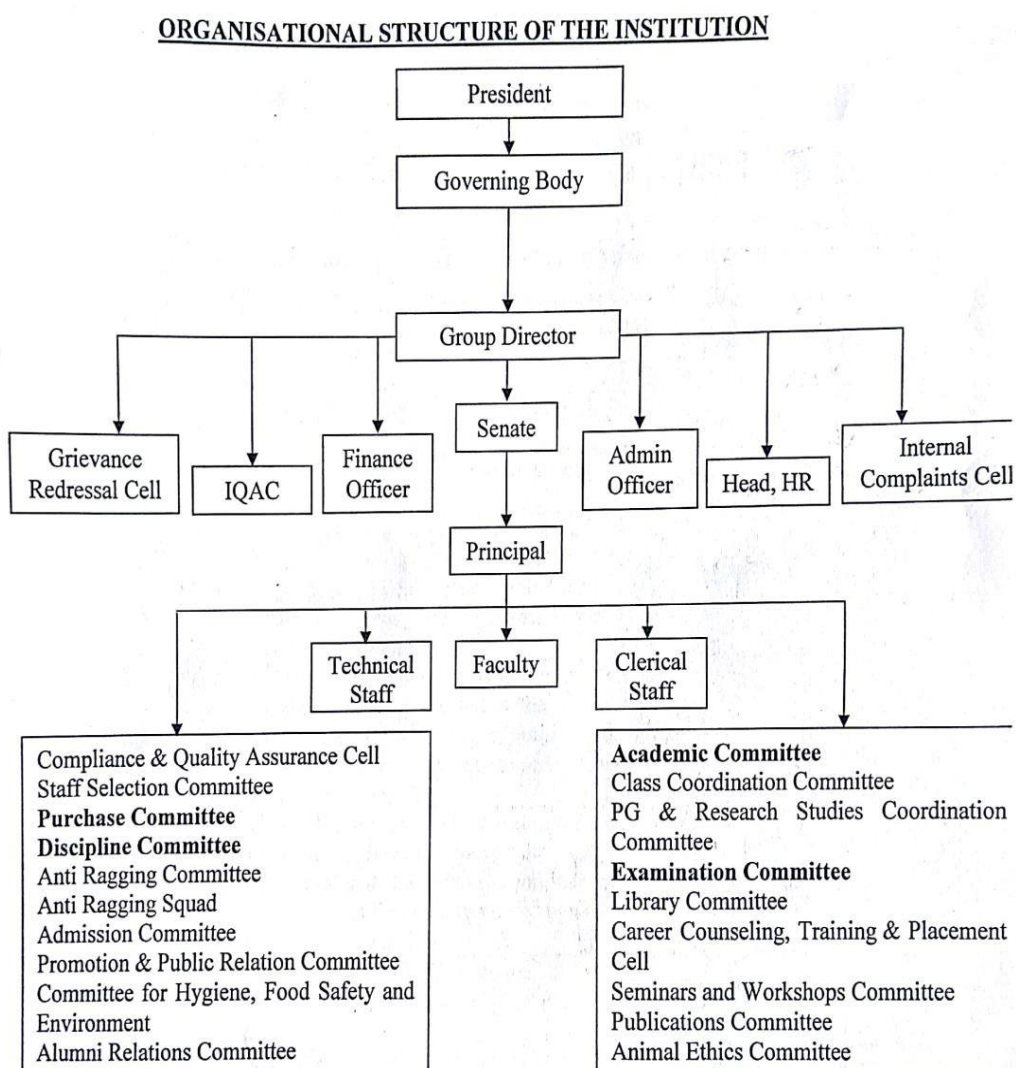 ORGANISATIONAL STRUCTURE OF THE INSTITUTION
President
Governing Body
Group Director
Senate
Grievance
Redressal Cell
IQAC
Finance
Officer
Admin
Officer
Head, HR
Internal
Complaints Cell
Principal
Technical
Staff
Faculty
Clerical
Staff
Compliance & Quality Assurance Cell
Staff Selection Committee
Purchase Committee
Discipline Committee
Anti Ragging Committee
Anti Ragging Squad
Admission Committee
Promotion & Public Relation Committee
Committee for Hygiene, Food Safety and
Environment
Alumni Relations Committee
Academic Committee
Class Coordination Committee
PG & Research Studies Coordination
Committee
Examination Committee
Library Committee
Career Counseling, Training & Placement
Cell
Seminars and Workshops Committee
Publications Committee
Animal Ethics Committee